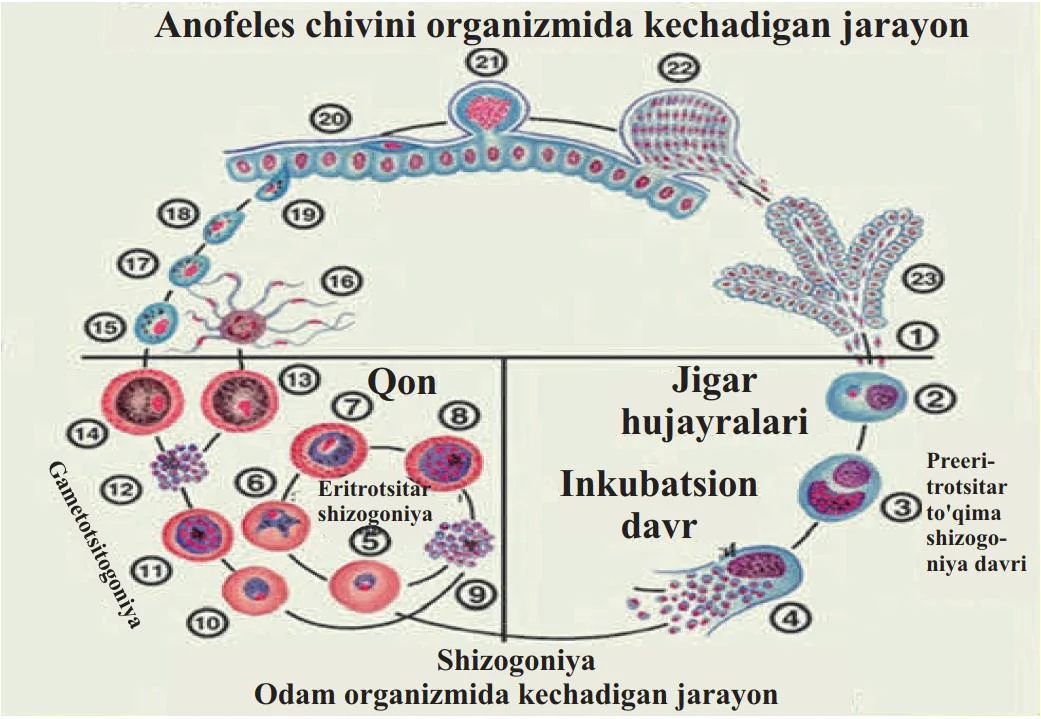 Anofeles chivini organizmida kechadigan jarayon
21
22
20
18
19
17
16
23
15
1
13
Qon
Jigar
hujayralari
7
8
2
14
12
6
Eritrotsitar
shizogoniya
5
Inkubatsion
davr
Preeri-
trotsitar
to'qima
shizogo-
niya davri
3
Gametotsitogoniya
11
9
10
4
Shizogoniya
Odam organizmida kechadigan jarayon